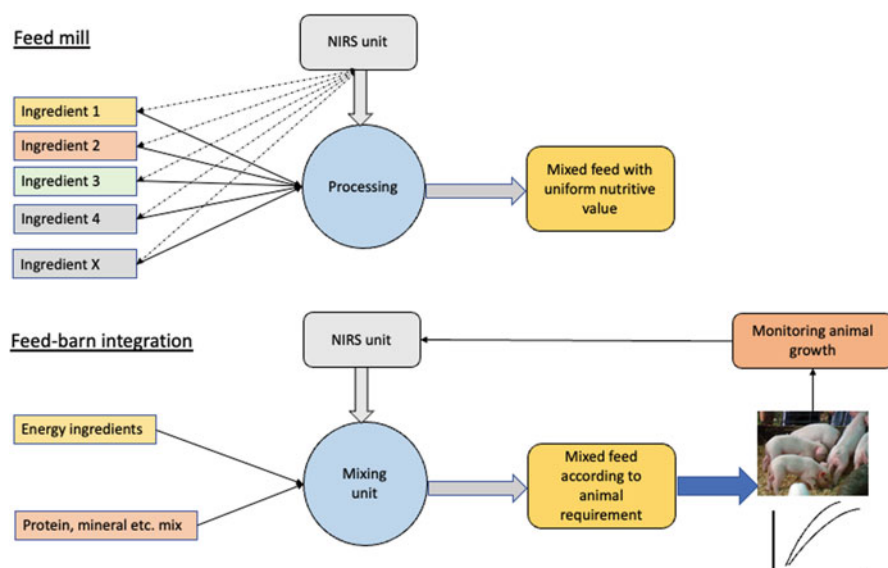 Feed mill
NIRS unit
Ingredient 1
Ingredient 2
Ingredient 3
Ingredient 4
Ingredient X
Processing
Mixed feed with
uniform nutritive
value
Feed-barn integration
NIRS unit
Monitoring animal
growth
Energy ingredients
Protein, mineral etc. mix
Mixing
unit
Mixed feed
according to
animal
requirement